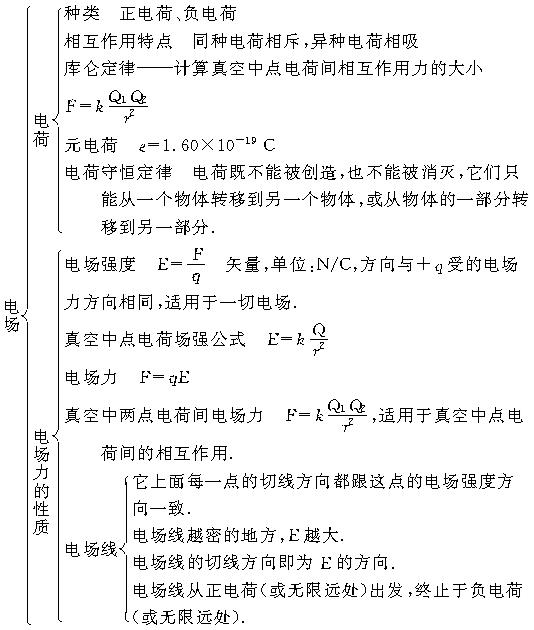 种类 正电荷、负电荷
相互作用特点 同种电荷相斥,异种电荷相吸
库仑定律——计算真空中点电荷间相互作用力的大小
F=k\frac{Q_1Q_2}{r^2}
电荷
元电荷 e=1.60×10^{-19} C
电荷守恒定律 电荷既不能被创造,也不能被消灭,它们只
能从一个物体转移到另一个物体,或从物体的一部分转
移到另一部分.
电场
电场强度 E=\frac{F}{q} 矢量,单位:N/C,方向与+q受的电场
力方向相同,适用于一切电场.
真空中点电荷场强公式 E=k\frac{Q}{r^2}
电场力 F=qE
真空中两点电荷间电场力 F=k\frac{Q_1Q_2}{r^2},适用于真空中点电
荷间的相互作用.
电场力的性质
电场线
它上面每一点的切线方向都跟这点的电场强度方
向一致.
电场线越密的地方,E越大.
电场线的切线方向即为E的方向.
电场线从正电荷(或无限远处)出发,终止于负电荷
(或无限远处).